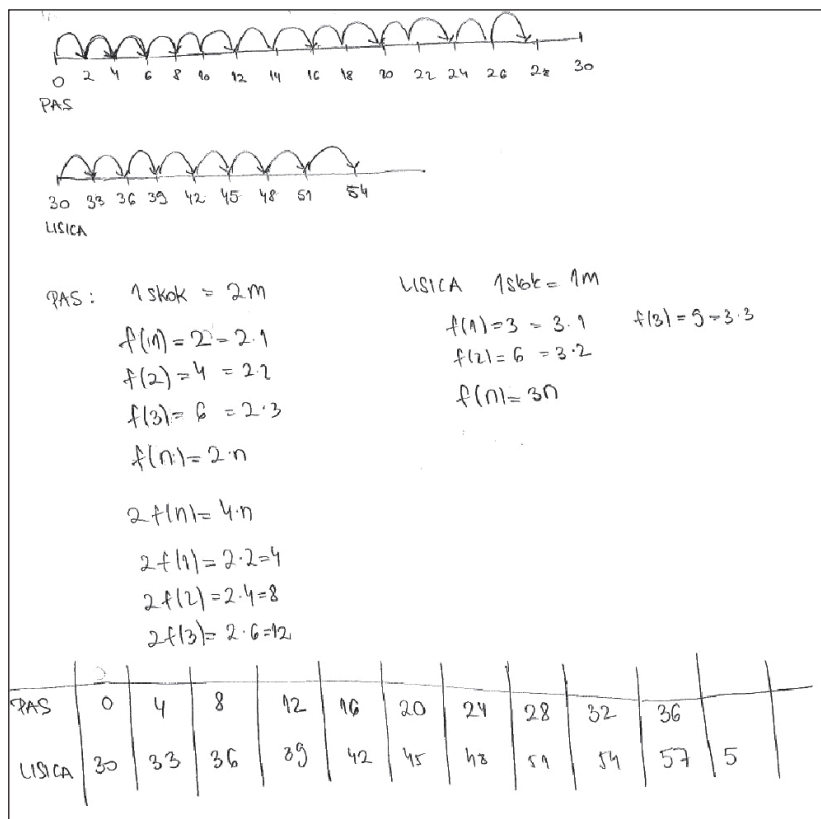 0 2 4 6 8 10 12 14 16 18 20 22 24 26 28 30
PAS
30 33 36 39 42 45 48 51 54
LISICA
PAS: 1 skok = 2m
f(1) = 2 = 2·1
f(2) = 4 = 2·2
f(3) = 6 = 2·3
f(n) = 2·n
2f(n) = 4·n
2f(1) = 2·2=4
2f(2) = 2·4=8
2f(3) = 2·6=12
LISICA 1 skok = 1m
f(1)=3 = 3·1 f(3) = 9 = 3·3
f(2) = 6 = 3·2
f(n) = 3n
PAS 0 4 8 12 16 20 24 28 32 36
LISICA 30 33 36 39 42 45 48 51 54 57 5